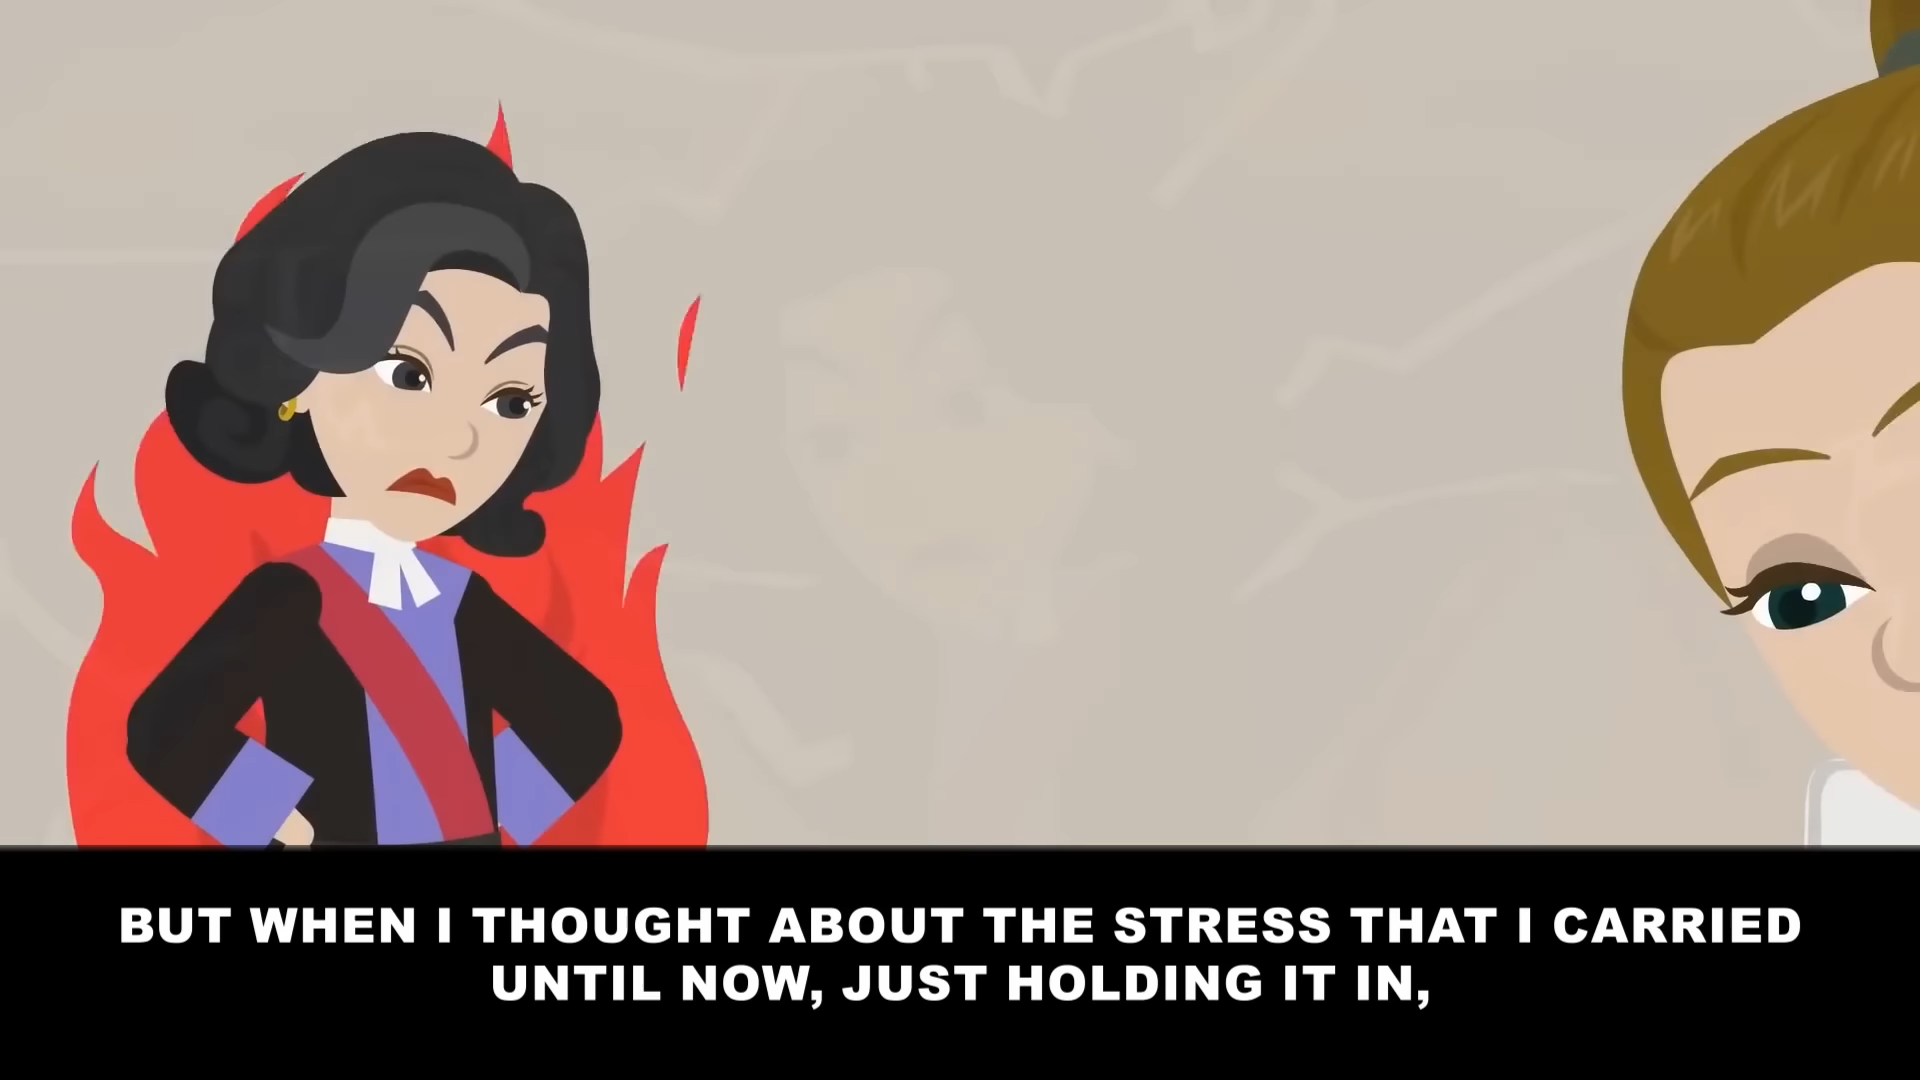 BUT WHEN I THOUGHT ABOUT THE STRESS THAT I CARRIED
UNTIL NOW, JUST HOLDING IT IN,